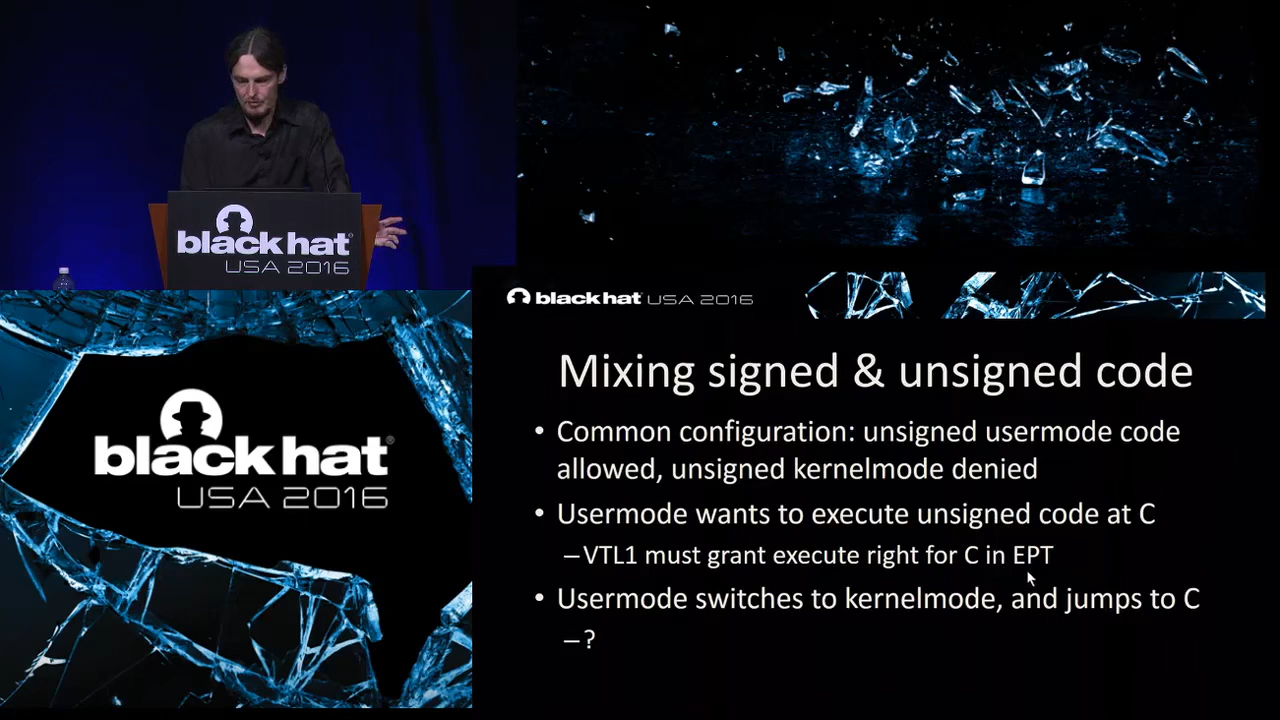 black hat
USA 2016
black hat USA 2016
Mixing signed & unsigned code
• Common configuration: unsigned usermode code
allowed, unsigned kernelmode denied
• Usermode wants to execute unsigned code at C
–VTL1 must grant execute right for C in EPT
• Usermode switches to kernelmode, and jumps to C
–?
black hat
USA 2016